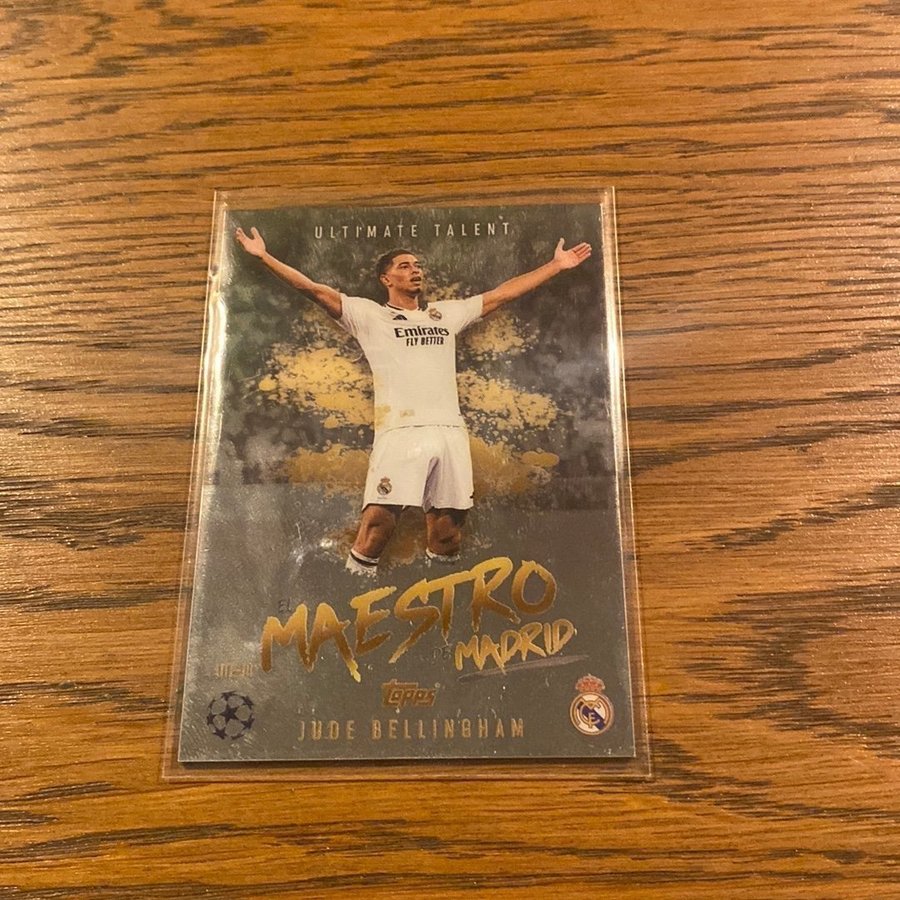 ULTIMATE TALENT
Emirates
FLY BETTER
EL
MAESTRO
DE MADRID
Topps
JUDE BELLINGHAM